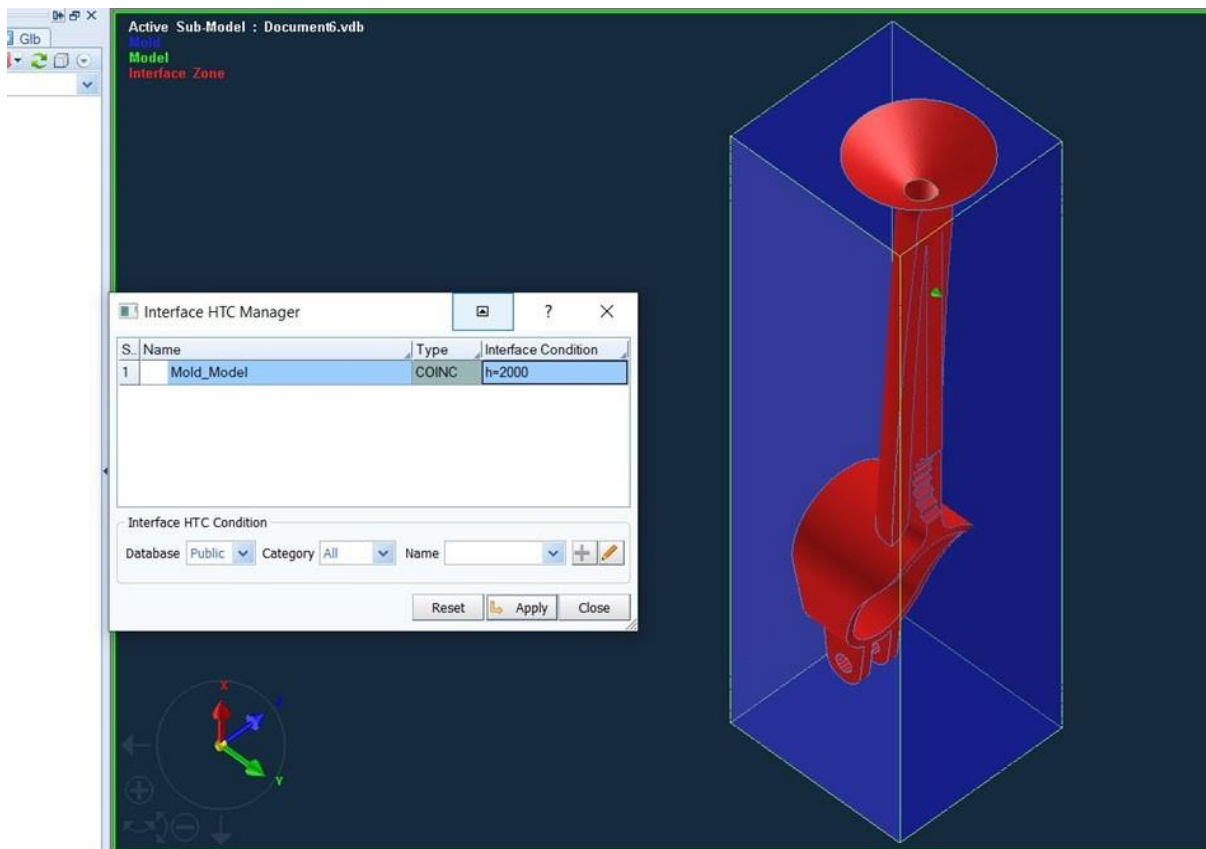 Glb
Active Sub-Model : Document6.vdb
Mold
Model
Interface Zone
Interface HTC Manager
?
S.. Name Type Interface Condition
1 Mold_Model COINC h=2000
Interface HTC Condition
Database Public Category All Name
Reset Apply Close
X
Y